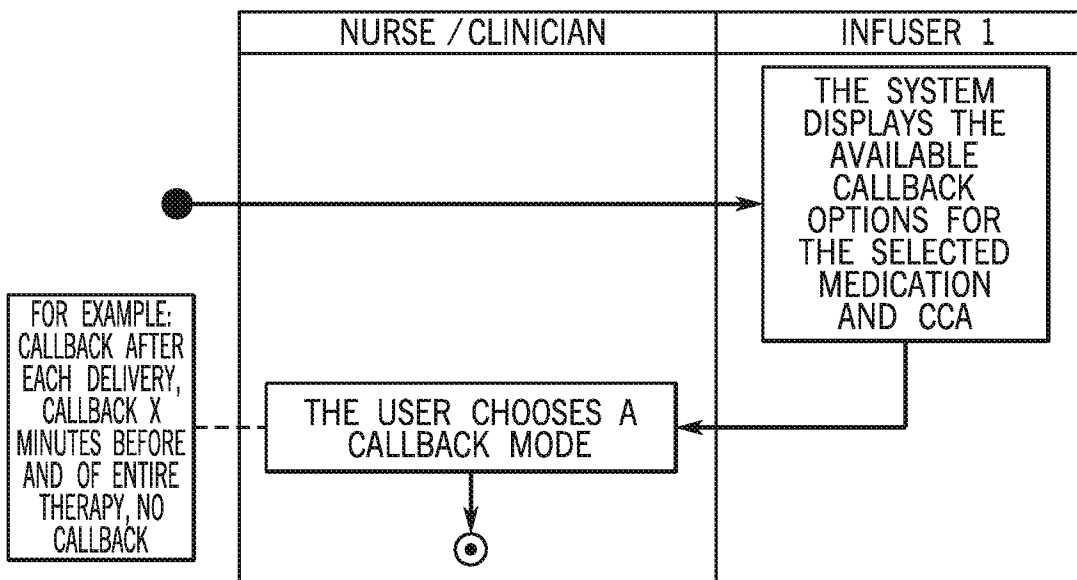 NURSE / CLINICIAN
INFUSER 1
THE SYSTEM
DISPLAYS THE
AVAILABLE
CALLBACK
OPTIONS FOR
THE SELECTED
MEDICATION
AND CCA
FOR EXAMPLE:
CALLBACK AFTER
EACH DELIVERY,
CALLBACK X
MINUTES BEFORE
AND OF ENTIRE
THERAPY, NO
CALLBACK
THE USER CHOOSES A
CALLBACK MODE